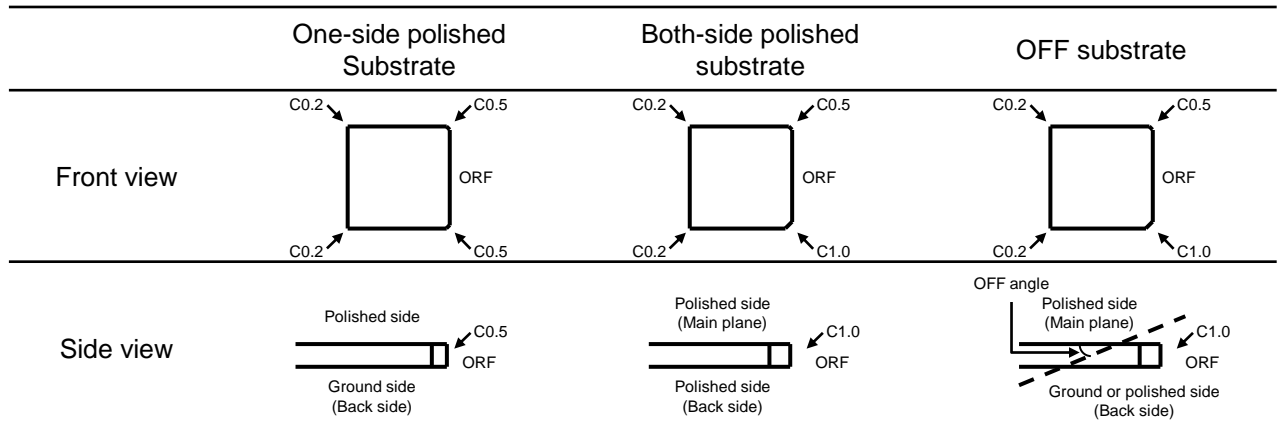 One-side polished
Substrate
Both-side polished
substrate
OFF substrate
Front view
C0.2
C0.5
ORF
C0.2
C0.5
C0.2
C0.5
ORF
C0.2
C1.0
C0.2
C0.5
ORF
C0.2
C1.0
Side view
Polished side
C0.5
ORF
Ground side
(Back side)
Polished side
(Main plane)
C1.0
ORF
Polished side
(Back side)
OFF angle
Polished side
(Main plane)
C1.0
ORF
Ground or polished side
(Back side)